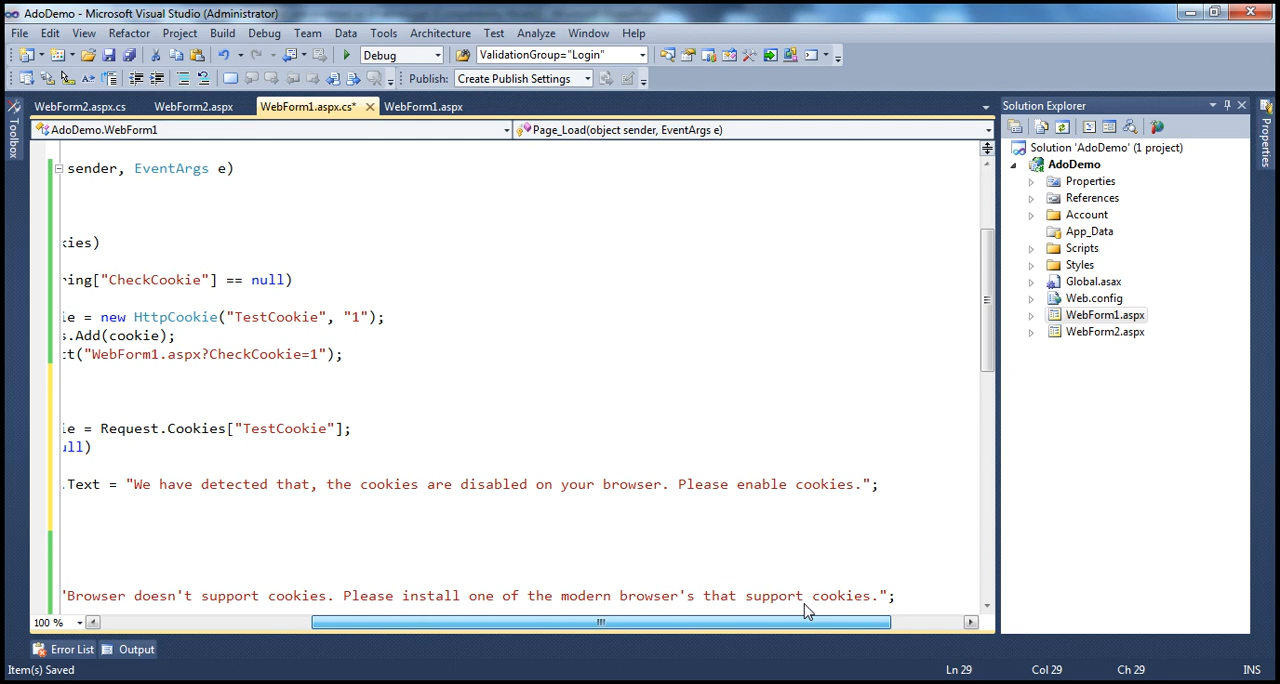 AdoDemo - Microsoft Visual Studio (Administrator)
File Edit View Refactor Project Build Debug Team Data Tools Architecture Test Analyze Window Help
Debug ValidationGroup="Login"
Publish: Create Publish Settings
WebForm2.aspx.cs WebForm2.aspx WebForm1.aspx.cs* WebForm1.aspx
Solution Explorer
AdoDemo.WebForm1 Page_Load(object sender, EventArgs e)
Toolbox
Properties
Solution 'AdoDemo' (1 project)
AdoDemo
Properties
References
Account
App_Data
Scripts
Styles
Global.asax
Web.config
WebForm1.aspx
WebForm2.aspx
sender, EventArgs e)
kies)
ring["CheckCookie"] == null)
ie = new HttpCookie("TestCookie", "1");
s.Add(cookie);
ct("WebForm1.aspx?CheckCookie=1");
ie = Request.Cookies["TestCookie"];
ull)
.Text = "We have detected that, the cookies are disabled on your browser. Please enable cookies.";
"Browser doesn't support cookies. Please install one of the modern browser's that support cookies.";
100 %
Error List Output
Item(s) Saved Ln 29 Col 29 Ch 29 INS